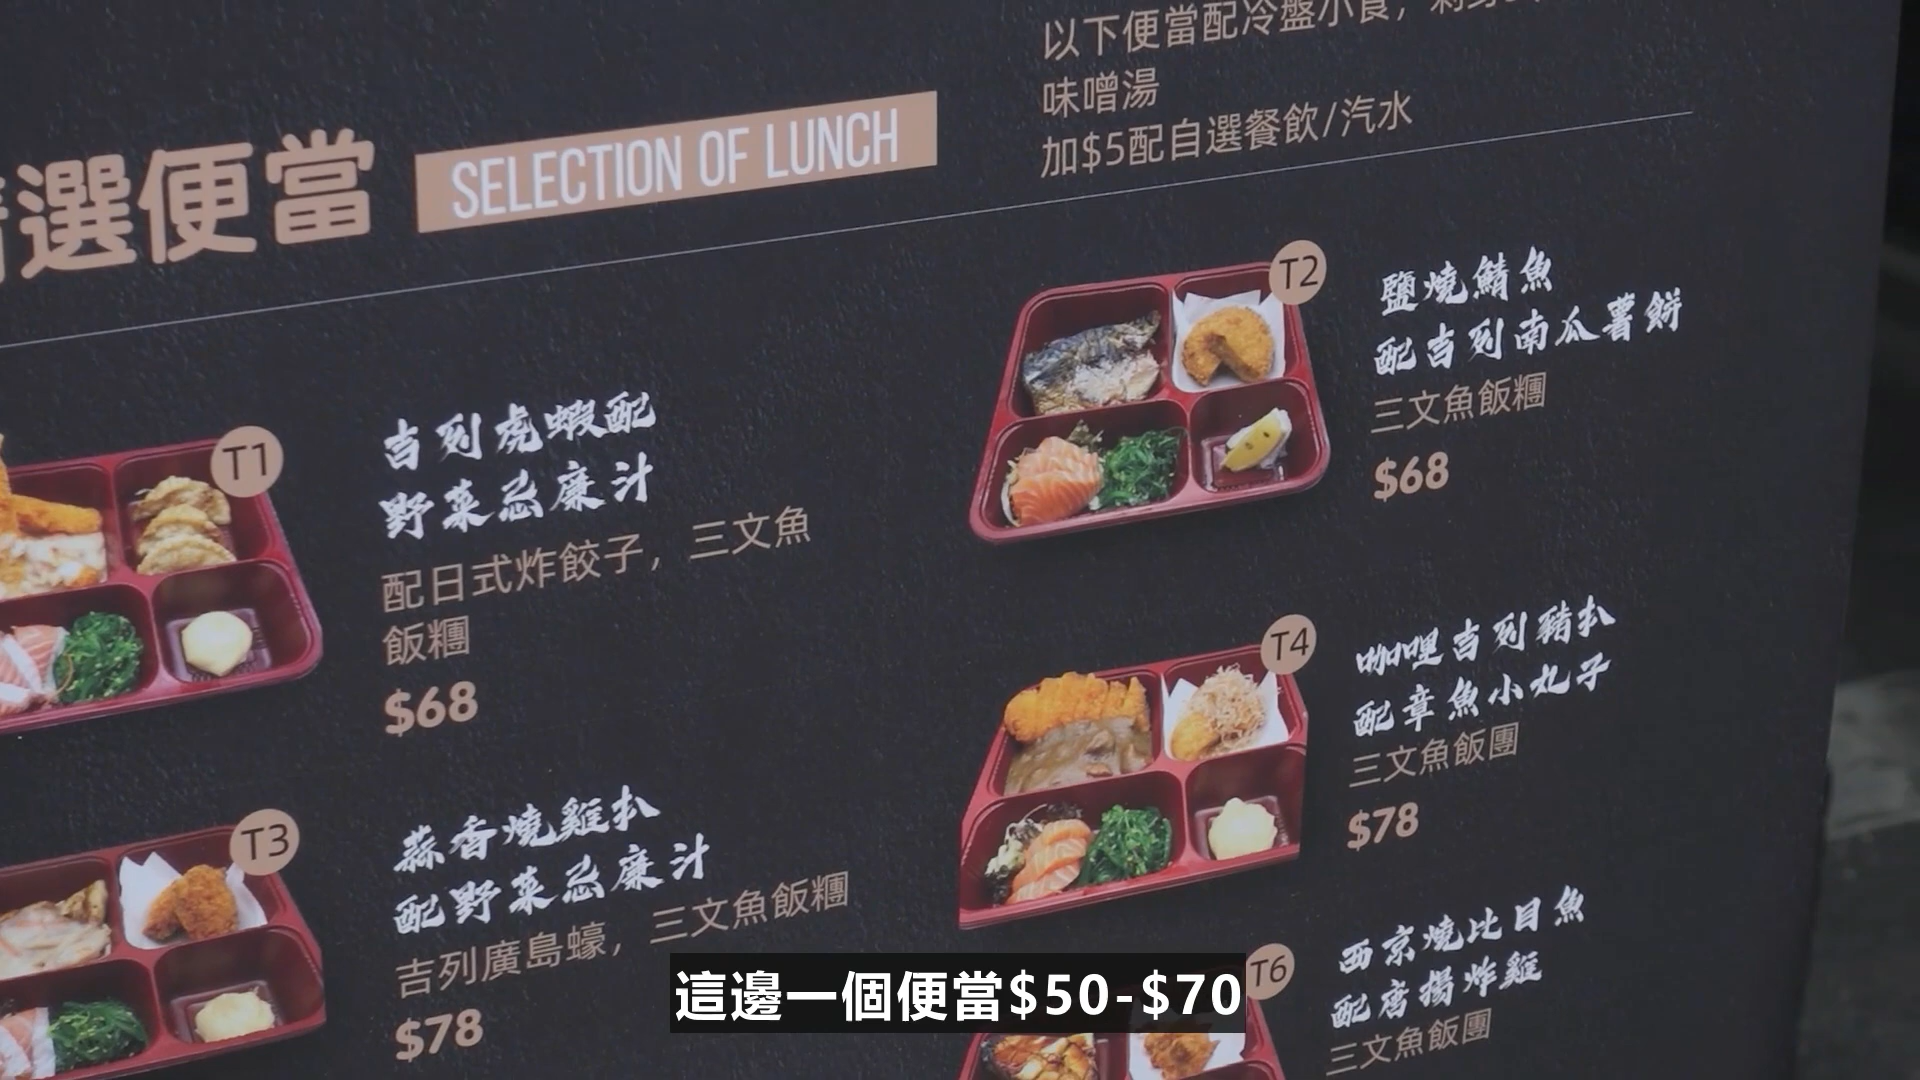 選便當
SELECTION OF LUNCH
以下便當配冷盤小食,
味噌湯
加$5配自選餐飲/汽水
T1
吉列虎蝦配
野菜忌廉汁
配日式炸餃子，三文魚
飯糰
$68
T2
鹽燒鯖魚
配吉列南瓜薯餅
三文魚飯糰
$68
T3
蒜香燒雞扒
配野菜忌廉汁
吉列廣島蠔，三文魚飯糰
$78
T4
咖哩吉列豬扒
配章魚小丸子
三文魚飯團
$78
T6
西京燒比目魚
配唐揚炸雞
三文魚飯團
這邊一個便當$50-$70